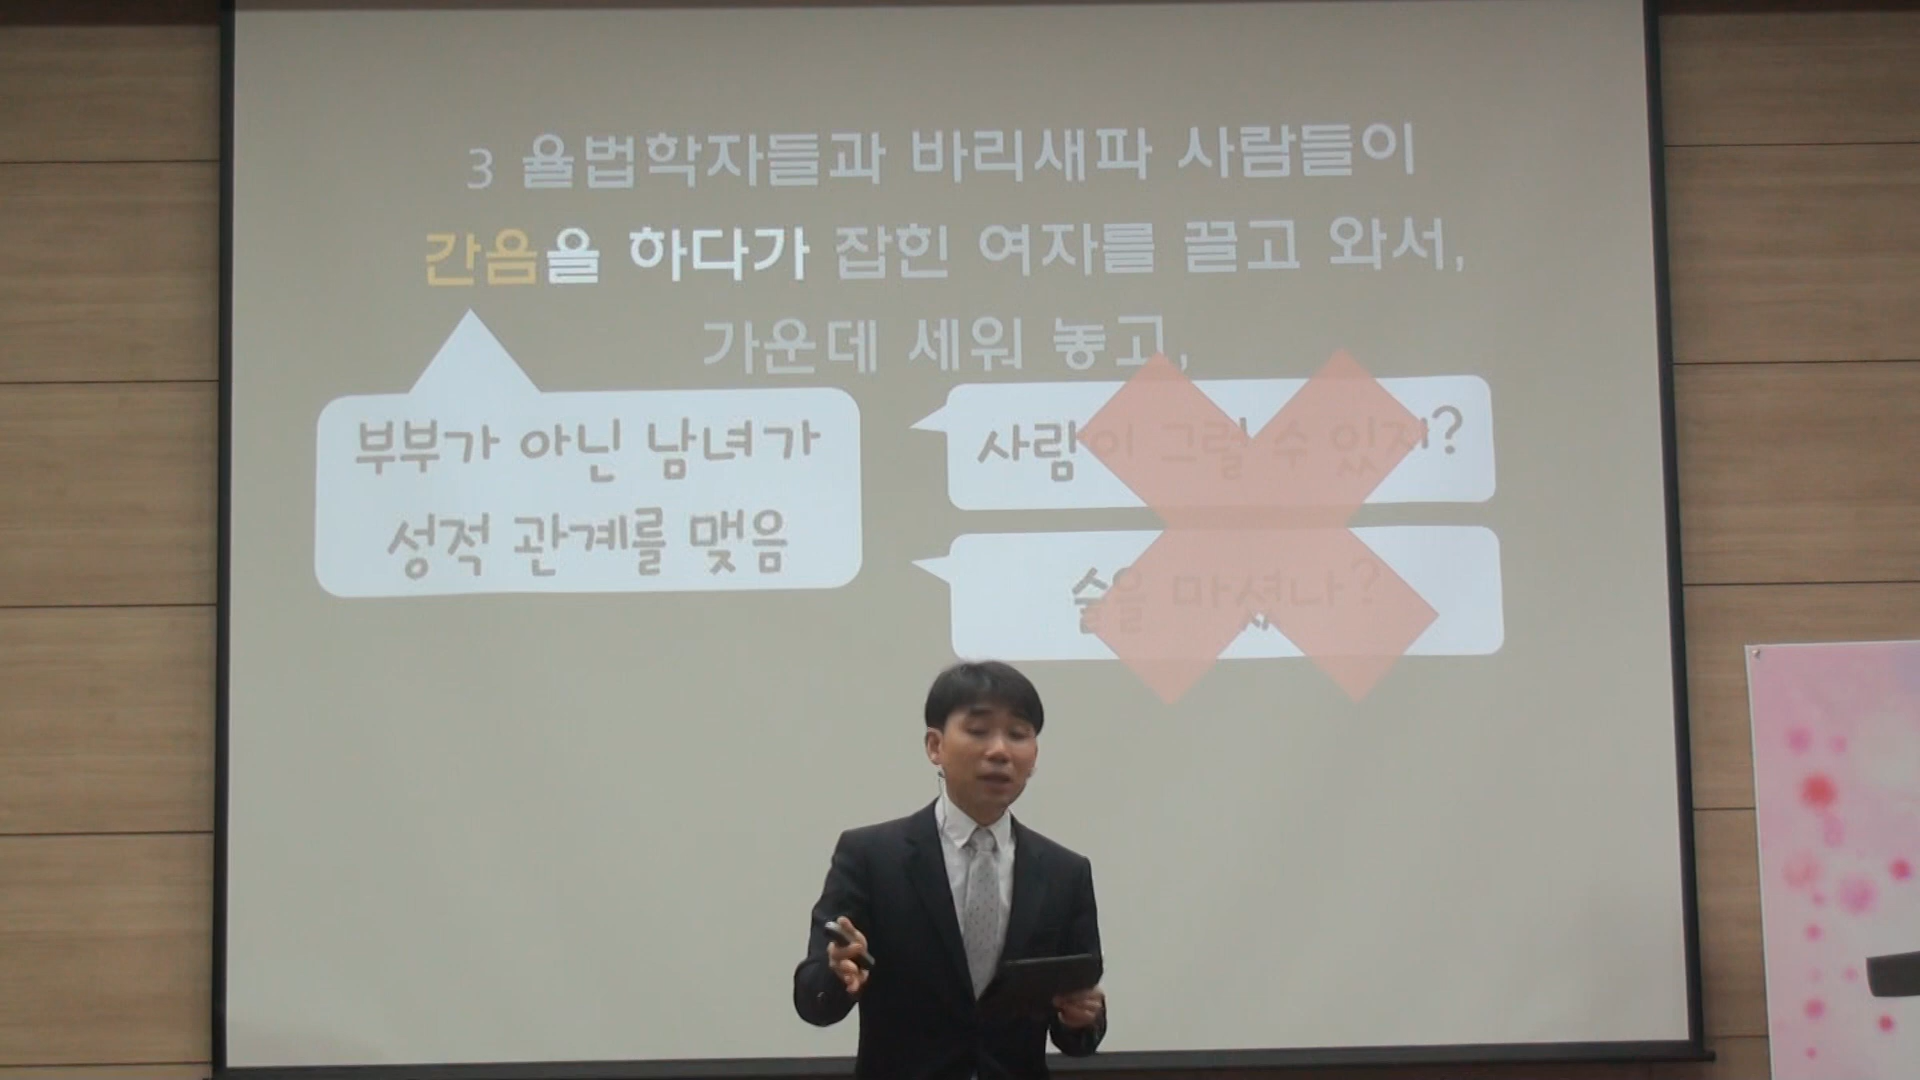 3 율법학자들과 바리새파 사람들이
간음을 하다가 잡힌 여자를 끌고 와서,
가운데 세워 놓고,
부부가 아닌 남녀가
성적 관계를 맺음
사람이 그럴 수 있지?
술을 마셨나?